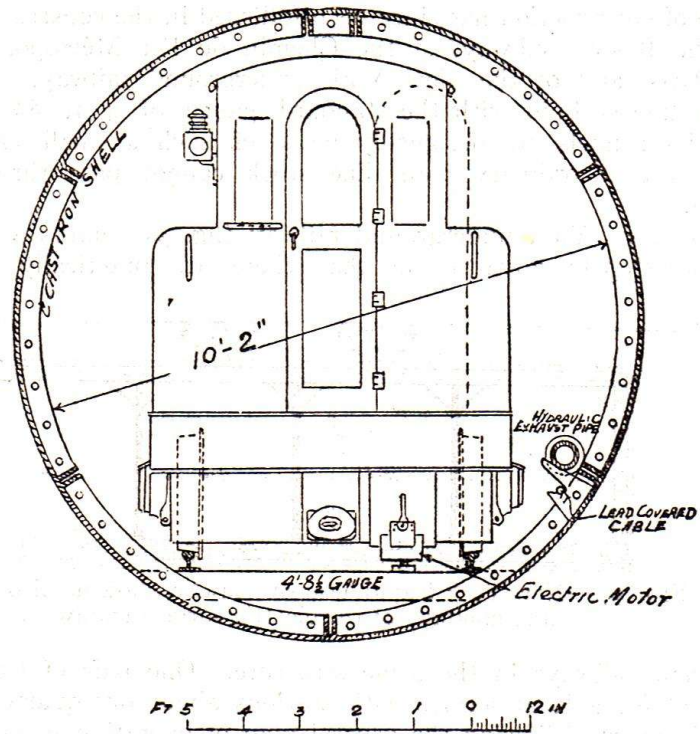 CAST IRON SHELL
10'-2"
HIDRAULIC
EXHAUST PIPE
LEAD COVERED
CABLE
4'-8½ GAUGE
Electric Motor
FT 5 4 3 2 1 0 12 IN